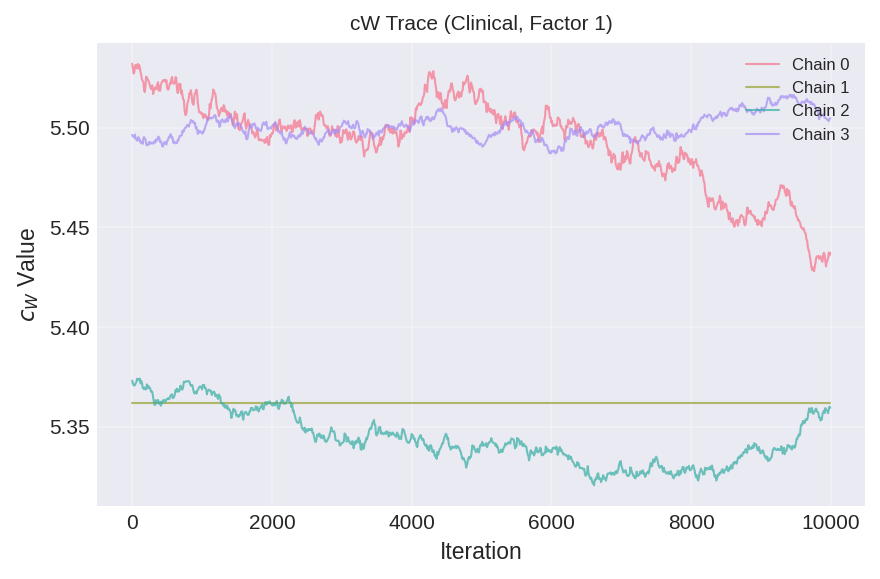 cW Trace (Clinical, Factor 1)
Chain 0
Chain 1
Chain 2
Chain 3
5.50
5.45
5.40
5.35
cW Value
0 2000 4000 6000 8000 10000
Iteration